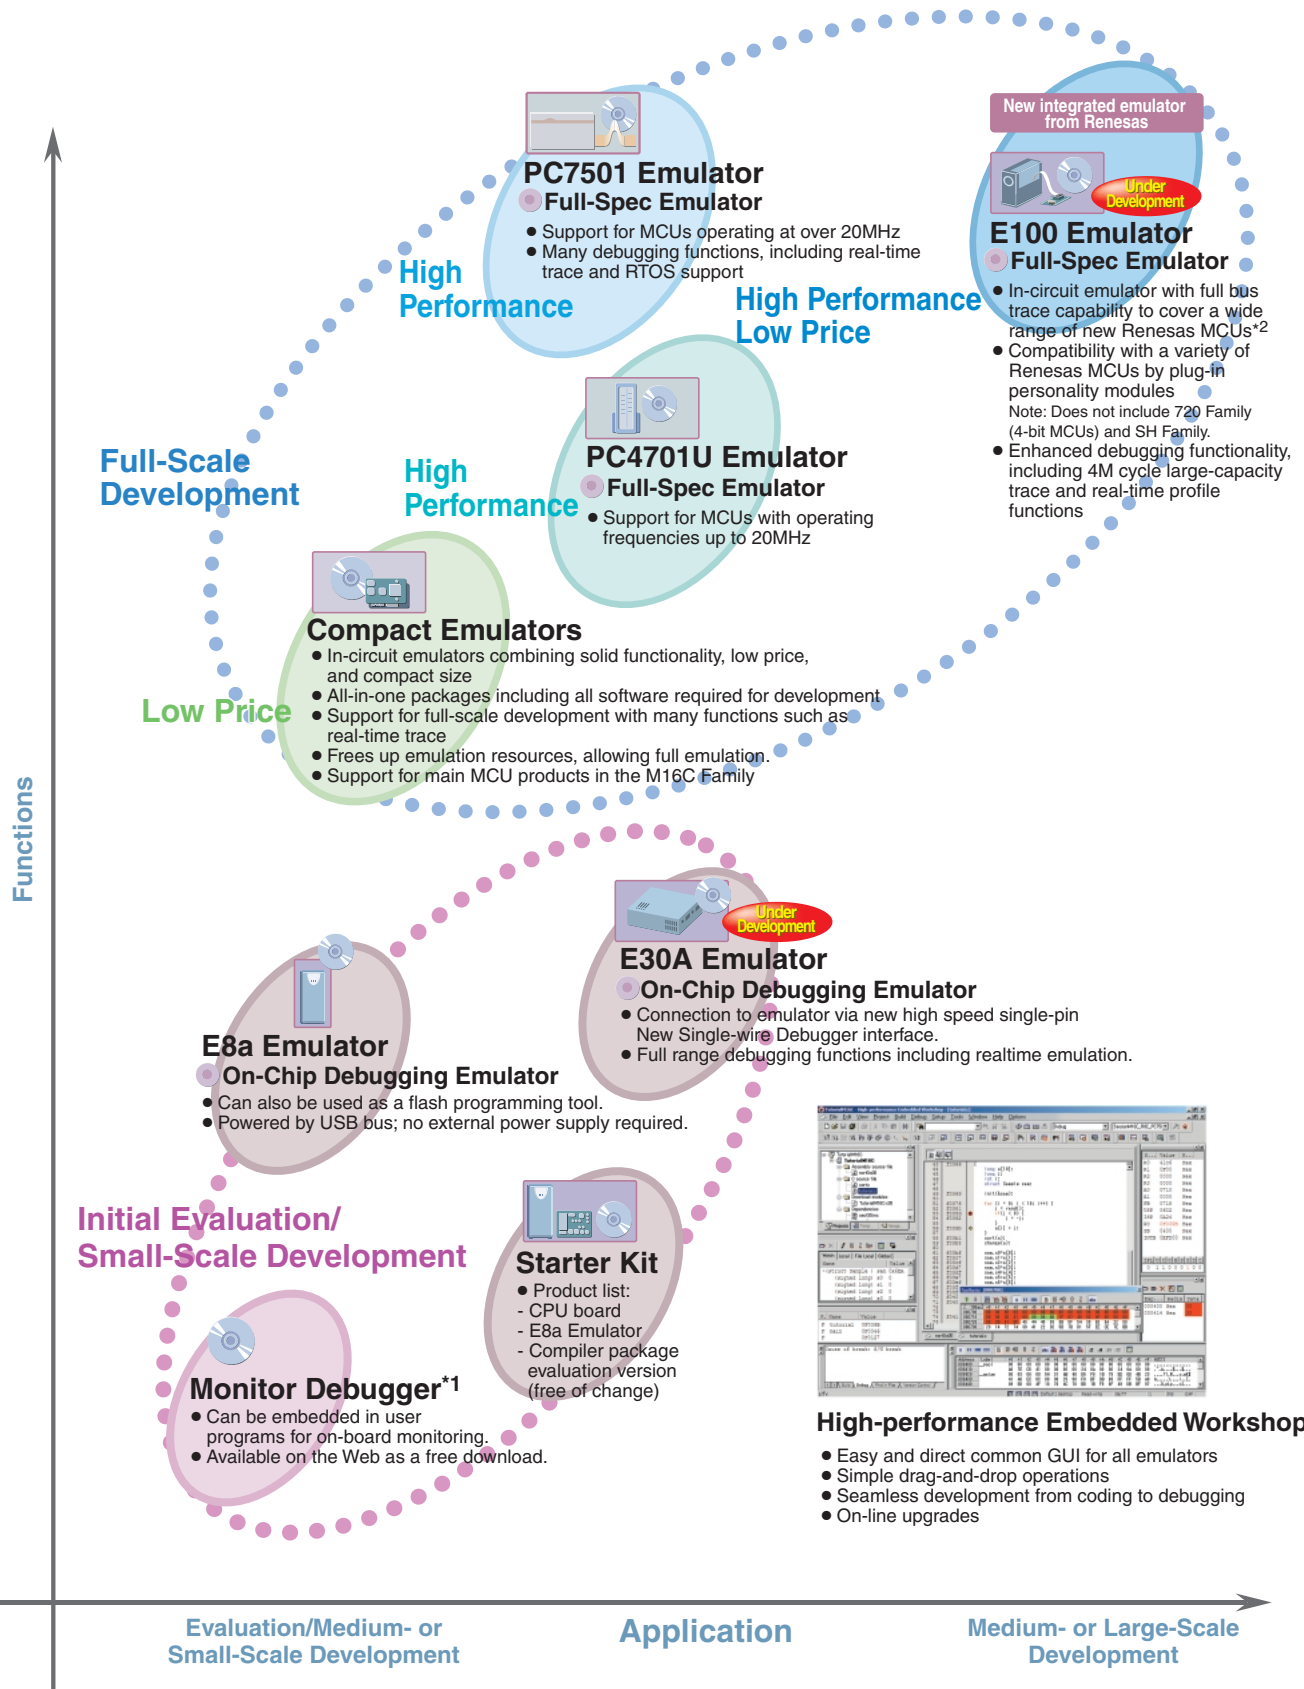 New integrated emulator
from Renesas
PC7501 Emulator
Full-Spec Emulator
● Support for MCUs operating at over 20MHz
● Many debugging functions, including real-time
trace and RTOS support
High
Performance
Under
Development
E100 Emulator
Full-Spec Emulator
● In-circuit emulator with full bus
trace capability to cover a wide
range of new Renesas MCUs*2
● Compatibility with a variety of
Renesas MCUs by plug-in
personality modules
Note: Does not include 720 Family
(4-bit MCUs) and SH Family.
● Enhanced debugging functionality,
including 4M cycle large-capacity
trace and real-time profile
functions
High Performance
Low Price
Full-Scale
Development
High
Performance
PC4701U Emulator
Full-Spec Emulator
● Support for MCUs with operating
frequencies up to 20MHz
Compact Emulators
● In-circuit emulators combining solid functionality, low price,
and compact size
● All-in-one packages including all software required for development
● Support for full-scale development with many functions such as
real-time trace
● Frees up emulation resources, allowing full emulation.
● Support for main MCU products in the M16C Family
Low Price
Functions
Under
Development
E30A Emulator
On-Chip Debugging Emulator
● Connection to emulator via new high speed single-pin
New Single-wire Debugger interface.
● Full range debugging functions including realtime emulation.
E8a Emulator
On-Chip Debugging Emulator
● Can also be used as a flash programming tool.
● Powered by USB bus; no external power supply required.
Initial Evaluation/
Small-Scale Development
Starter Kit
● Product list:
- CPU board
- E8a Emulator
- Compiler package
evaluation version
(free of change)
Monitor Debugger*1
● Can be embedded in user
programs for on-board monitoring.
● Available on the Web as a free download.
High-performance Embedded Workshop
● Easy and direct common GUI for all emulators
● Simple drag-and-drop operations
● Seamless development from coding to debugging
● On-line upgrades
Evaluation/Medium- or
Small-Scale Development
Application
Medium- or Large-Scale
Development